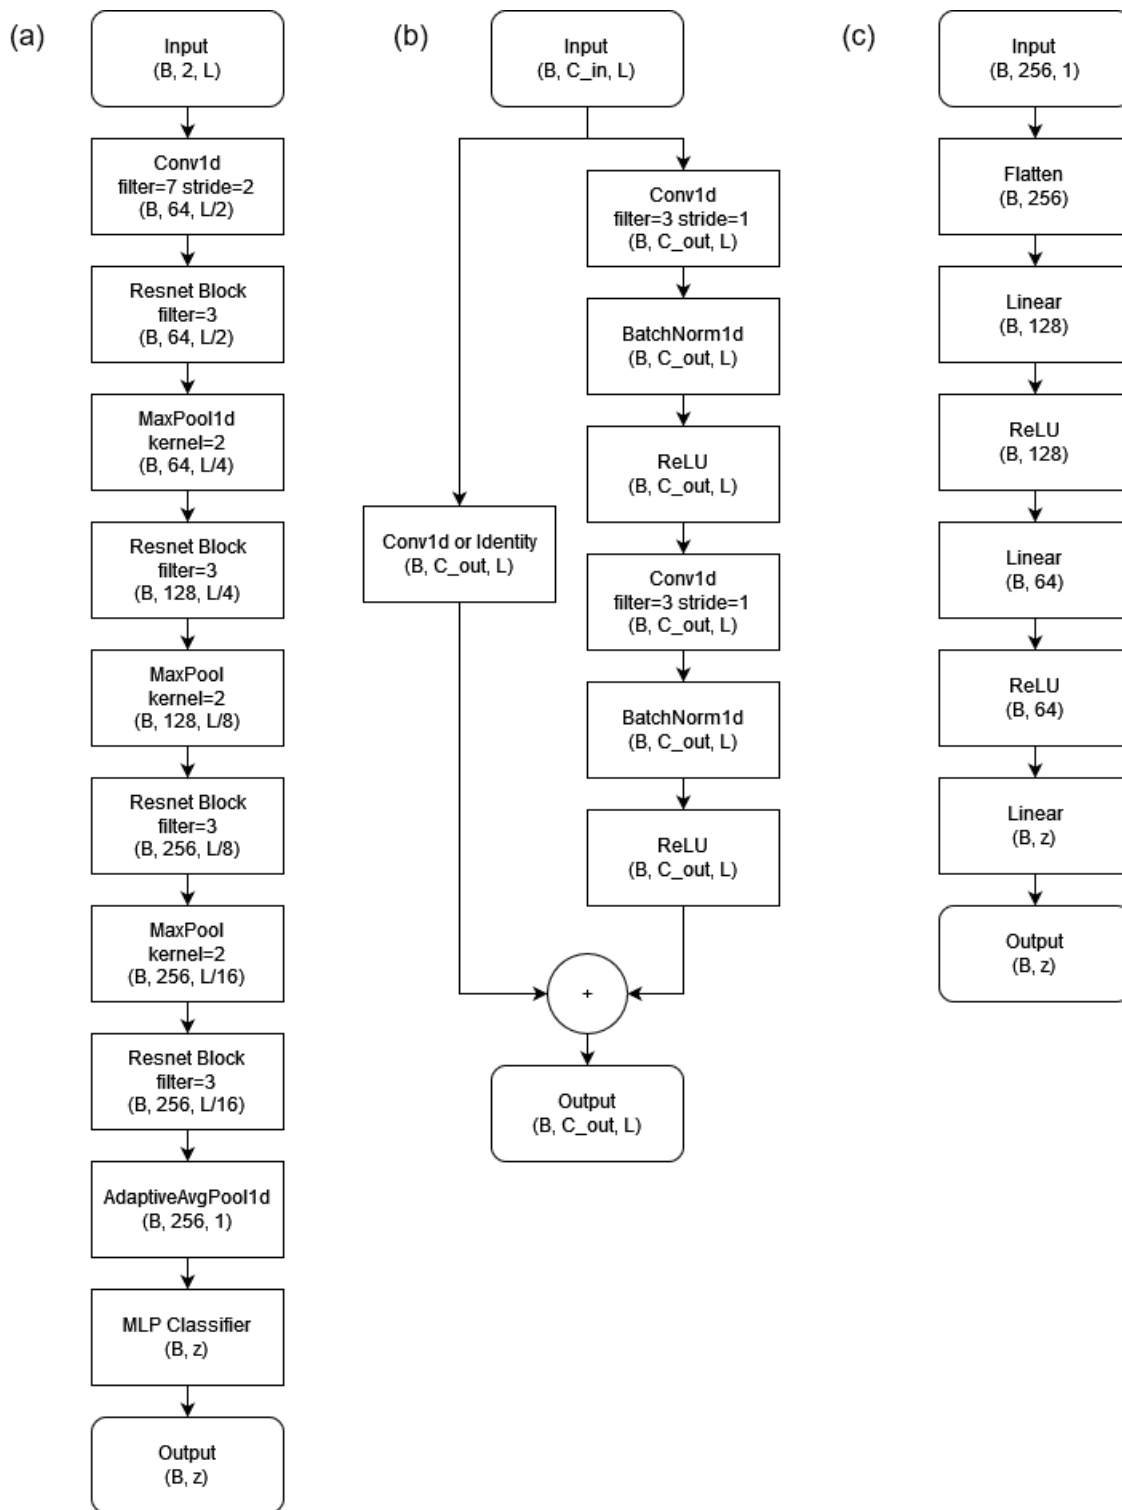 (a)
Input
(B, 2, L)
Conv1d
filter=7 stride=2
(B, 64, L/2)
Resnet Block
filter=3
(B, 64, L/2)
MaxPool1d
kernel=2
(B, 64, L/4)
Resnet Block
filter=3
(B, 128, L/4)
MaxPool
kernel=2
(B, 128, L/8)
Resnet Block
filter=3
(B, 256, L/8)
MaxPool
kernel=2
(B, 256, L/16)
Resnet Block
filter=3
(B, 256, L/16)
AdaptiveAvgPool1d
(B, 256, 1)
MLP Classifier
(B, z)
Output
(B, z)
(b)
Input
(B, C_in, L)
Conv1d
filter=3 stride=1
(B, C_out, L)
BatchNorm1d
(B, C_out, L)
ReLU
(B, C_out, L)
Conv1d or Identity
(B, C_out, L)
Conv1d
filter=3 stride=1
(B, C_out, L)
BatchNorm1d
(B, C_out, L)
ReLU
(B, C_out, L)
+
Output
(B, C_out, L)
(c)
Input
(B, 256, 1)
Flatten
(B, 256)
Linear
(B, 128)
ReLU
(B, 128)
Linear
(B, 64)
ReLU
(B, 64)
Linear
(B, z)
Output
(B, z)